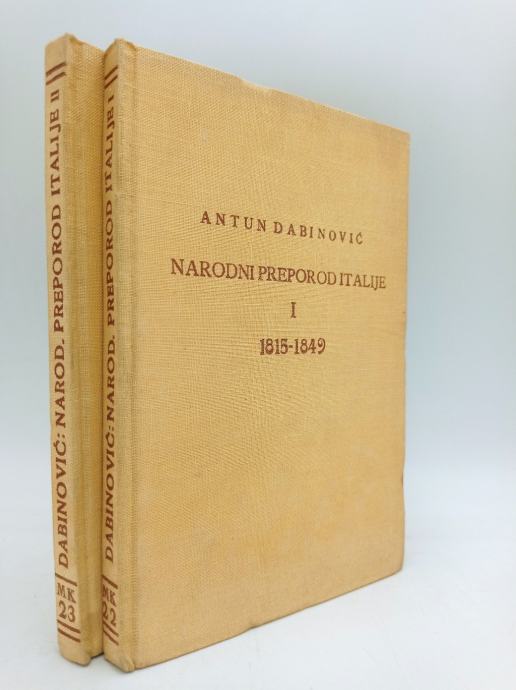 DABINOVIĆ: NAROD. PREPOROD ITALIJE II
MK
23
DABINOVIĆ: NAROD. PREPOROD ITALIJE I
MK
22
ANTUN DABINOVIĆ
NARODNI PREPOROD ITALIJE
I
1815-1849